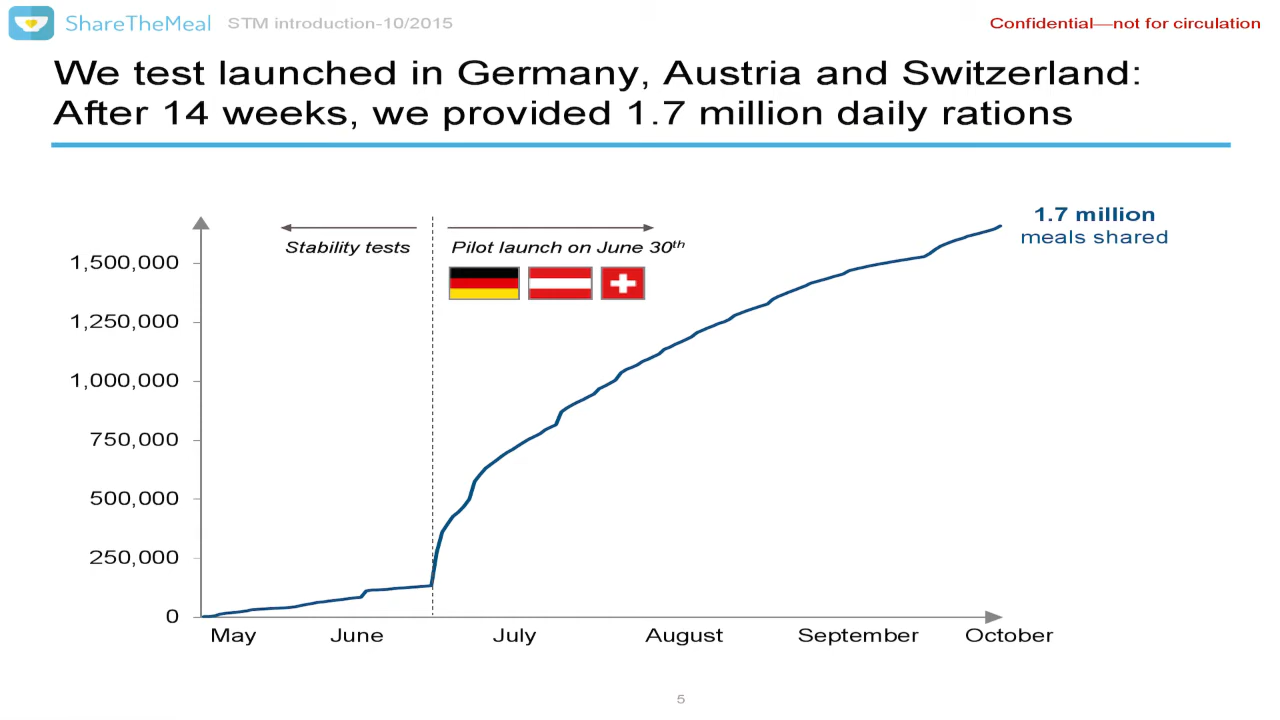 ShareTheMeal STM introduction-10/2015 Confidential—not for circulation
We test launched in Germany, Austria and Switzerland:
After 14 weeks, we provided 1.7 million daily rations
1.7 million
meals shared
Stability tests
Pilot launch on June 30th
1,500,000
1,250,000
1,000,000
750,000
500,000
250,000
0
May June July August September October
5